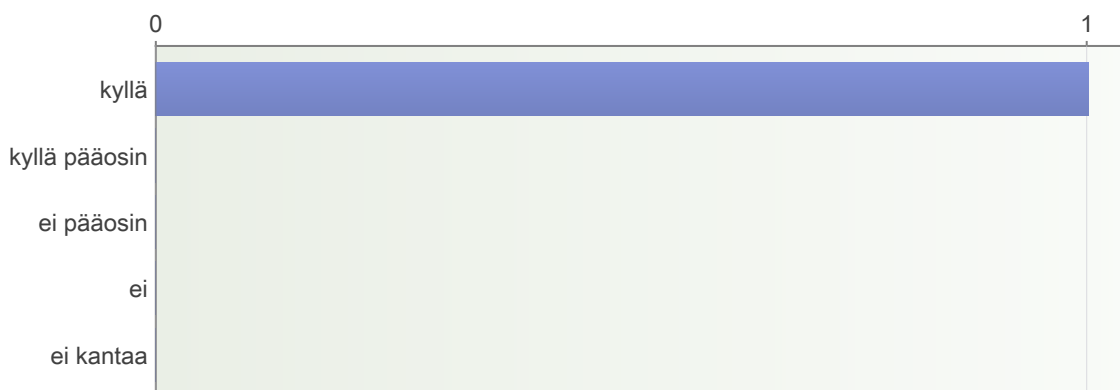 0 1
kyllä
kyllä pääosin
ei pääosin
ei
ei kantaa